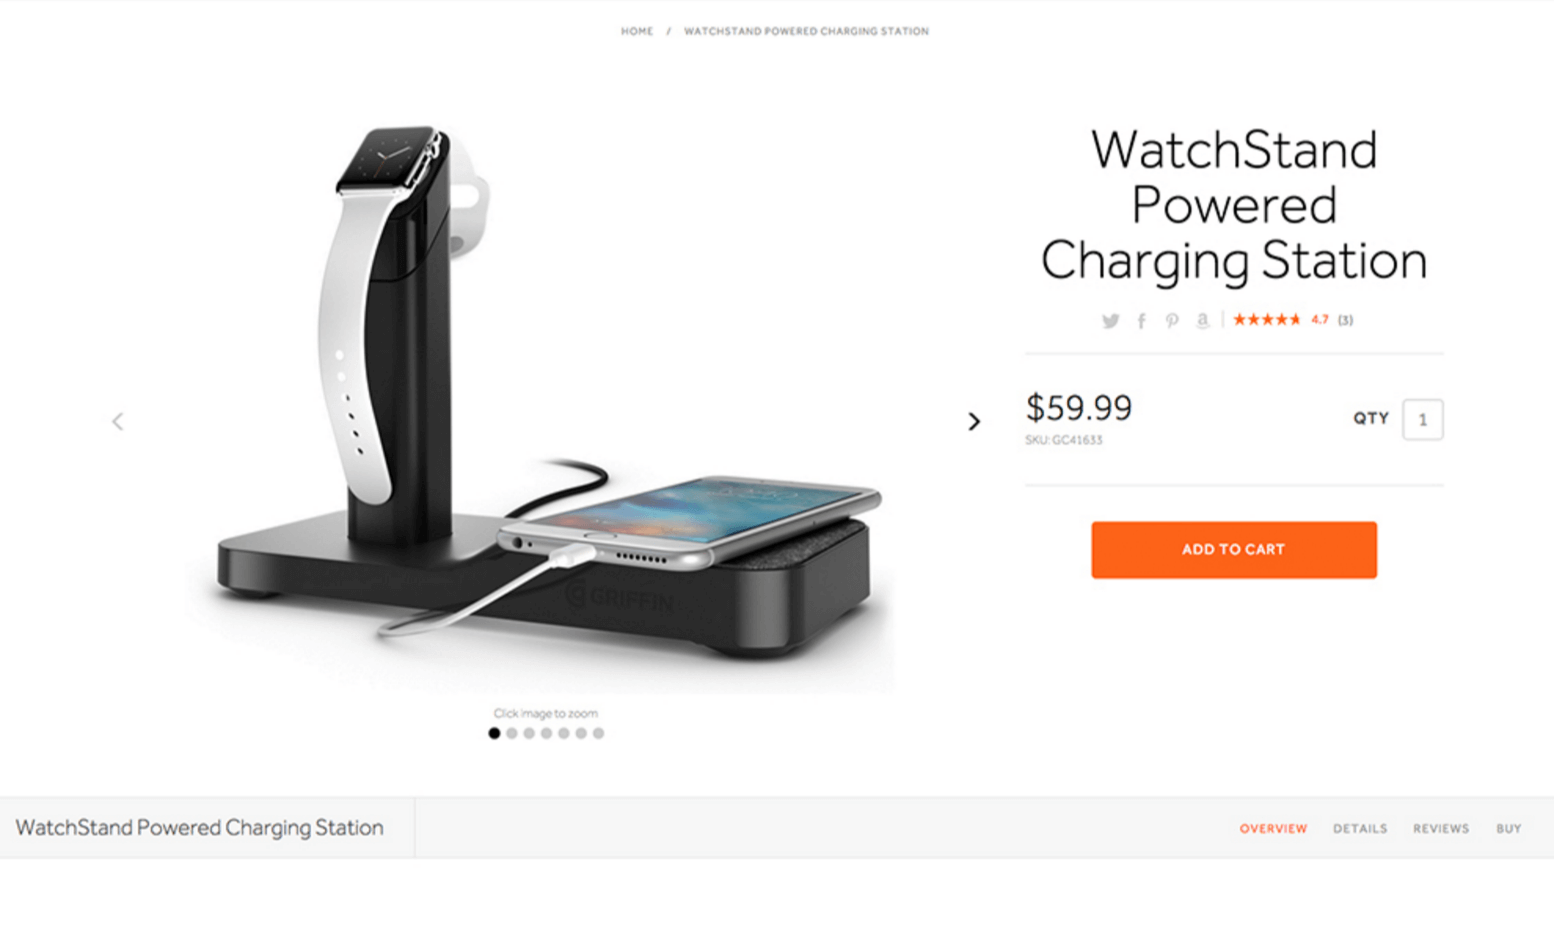 HOME / WATCHSTAND POWERED CHARGING STATION
WatchStand
Powered
Charging Station
4.7 (3)
$59.99
QTY 1
SKU: GC41633
ADD TO CART
GRIFFIN
Click image to zoom
WatchStand Powered Charging Station
OVERVIEW DETAILS REVIEWS BUY